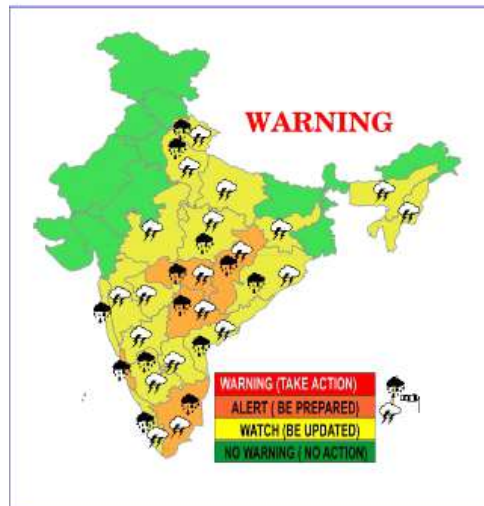 WARNING
WARNING (TAKE ACTION)
ALERT ( BE PREPARED)
WATCH (BE UPDATED)
NO WARNING ( NO ACTION)